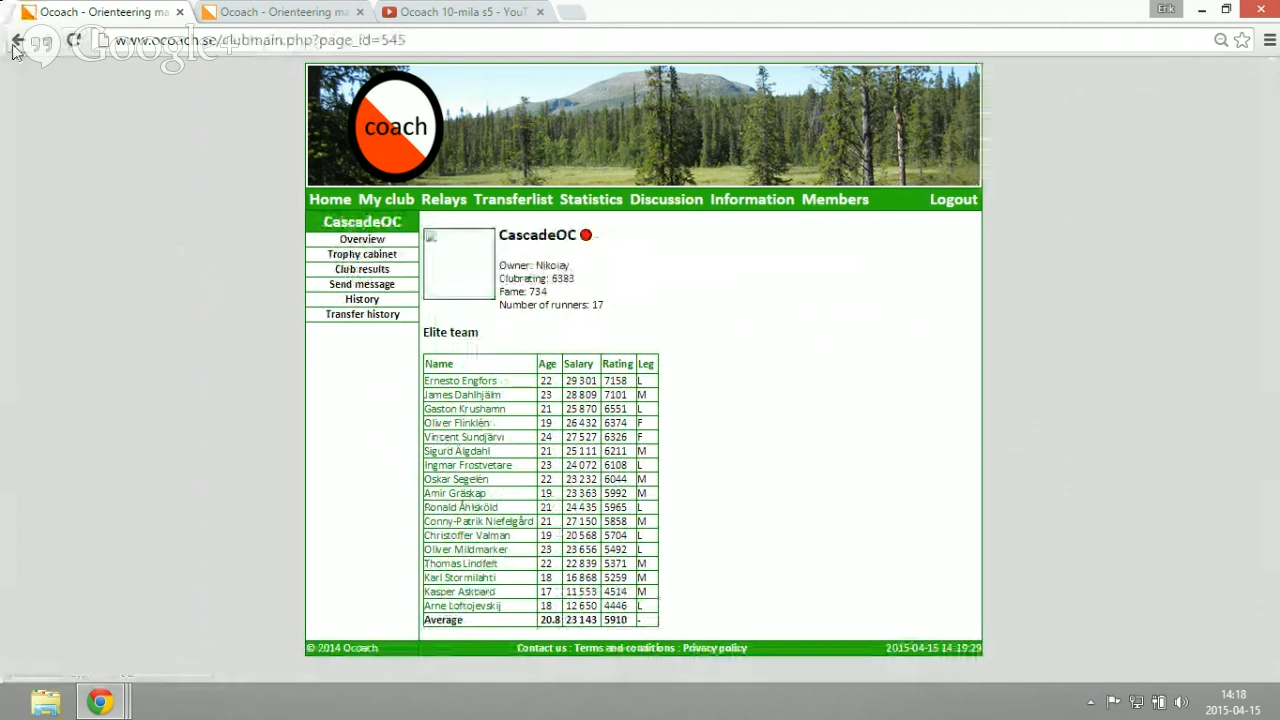 Ocoach - Orienteering ma × Ocoach - Orienteering ma × Ocoach 10-mila s5 - YouT × Erik
www.ocoach.se/clubmain.php?page_id=545
Google+
coach
Home My club Relays Transferlist Statistics Discussion Information Members Logout
CascadeOC
Overview
Trophy cabinet
Club results
Send message
History
Transfer history
CascadeOC
Owner: Nikolay
Clubrating: 6383
Fame: 734
Number of runners: 17
Elite team
Name Age Salary Rating Leg
Ernesto Engfors 22 29 301 7158 L
James Dahlhjälm 23 28 809 7101 M
Gaston Krushamn 21 25 870 6551 L
Oliver Flinklén 19 26 432 6374 F
Vincent Sundjärvi 24 27 527 6326 F
Sigurd Älgdahl 21 25 111 6211 M
Ingmar Frostvetare 23 24 072 6108 L
Oskar Segelén 22 23 232 6044 M
Amir Gräskap 19 23 363 5992 M
Ronald 21 24 435 5965 L
Conny-Patrik Niefelgård 21 27 150 5858 M
Christoffer Valman 19 20 568 5704 L
Oliver Mildmarker 23 23 656 5492 L
Thomas Lindfelt 22 22 839 5371 M
Karl Stormilahti 18 16 868 5259 M
Kasper Askbard 17 11 553 4514 M
Arne Loftojevskij 18 12 650 4446 L
Average 20.8 23 143 5910 -
© 2014 Ocoach Contact us : Terms and conditions : Privacy policy 2015-04-15 14:19:29
14:18
2015-04-15